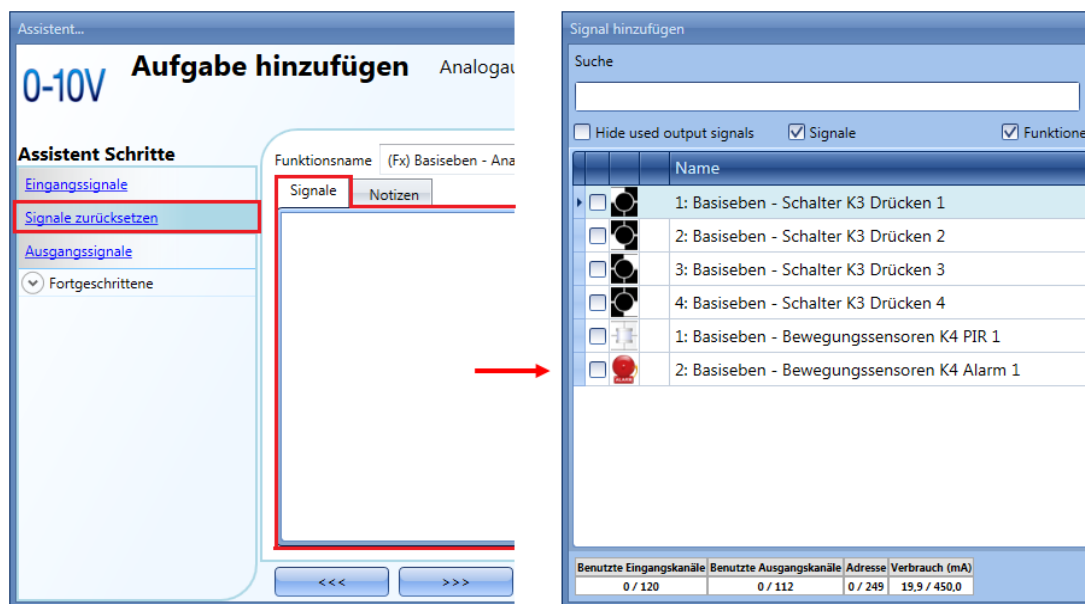 Assistent...
0-10V
Aufgabe hinzufügen
Analogau
Assistent Schritte
Eingangssignale
Signale zurücksetzen
Ausgangssignale
Fortgeschrittene
Funktionsname (Fx) Basiseben - Ana
Signale
Notizen
<<<
>>>
Signal hinzufügen
Suche
Hide used output signals
Signale
Funktione
Name
1: Basiseben - Schalter K3 Drücken 1
2: Basiseben - Schalter K3 Drücken 2
3: Basiseben - Schalter K3 Drücken 3
4: Basiseben - Schalter K3 Drücken 4
1: Basiseben - Bewegungssensoren K4 PIR 1
ALARM
2: Basiseben - Bewegungssensoren K4 Alarm 1
Benutzte Eingangskanäle Benutzte Ausgangskanäle Adresse Verbrauch (mA)
0 / 120 0 / 112 0 / 249 19,9 / 450,0